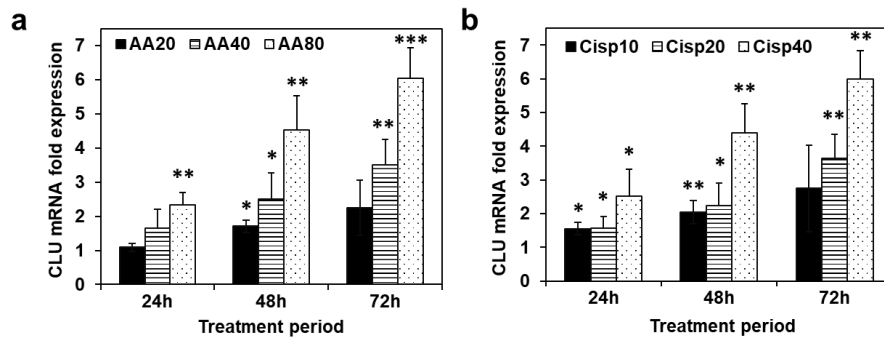 a
AA20 AA40 AA80
CLU mRNA fold expression
7
6
5
4
3
2
1
0
** * * ** ** ***
24h 48h 72h
Treatment period
b
Cisp10 Cisp20 Cisp40
CLU mRNA fold expression
7
6
5
4
3
2
1
0
* * * ** * ** ** **
24h 48h 72h
Treatment period